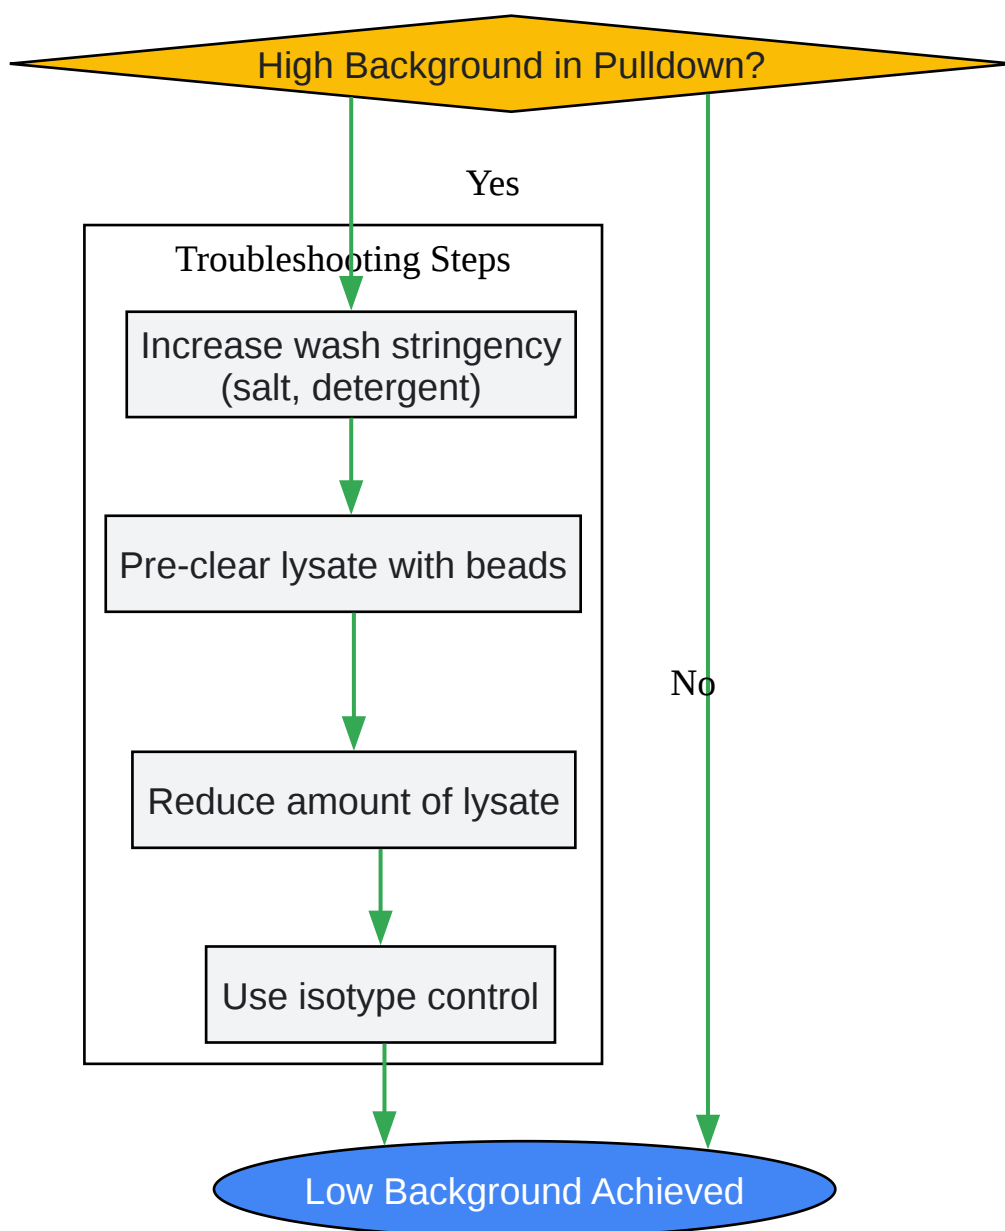 High Background in Pulldown?
Yes
Troubleshooting Steps
Increase wash stringency
(salt, detergent)
Pre-clear lysate with beads
No
Reduce amount of lysate
Use isotype control
Low Background Achieved